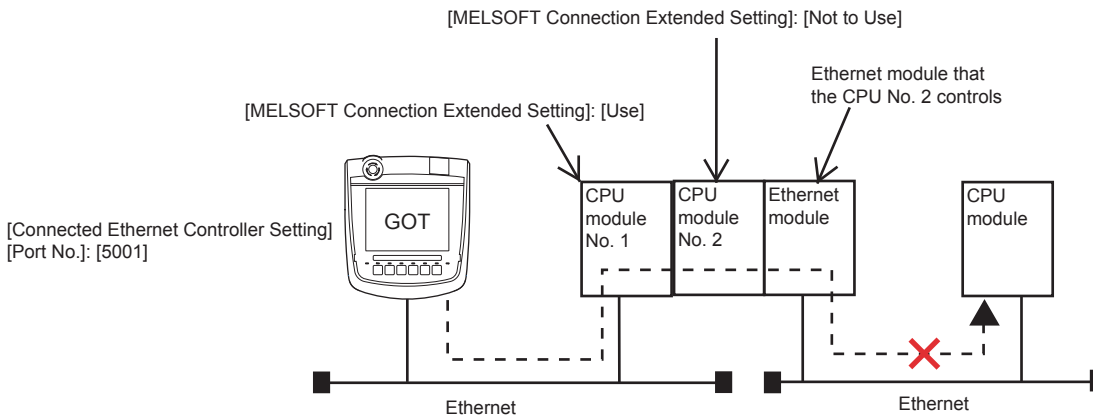 [MELSOFT Connection Extended Setting]: [Not to Use]
Ethernet module that
the CPU No. 2 controls
[MELSOFT Connection Extended Setting]: [Use]
[Connected Ethernet Controller Setting]
[Port No.]: [5001]
GOT
CPU
module
No. 1
CPU
module
No. 2
Ethernet
module
CPU
module
Ethernet
Ethernet